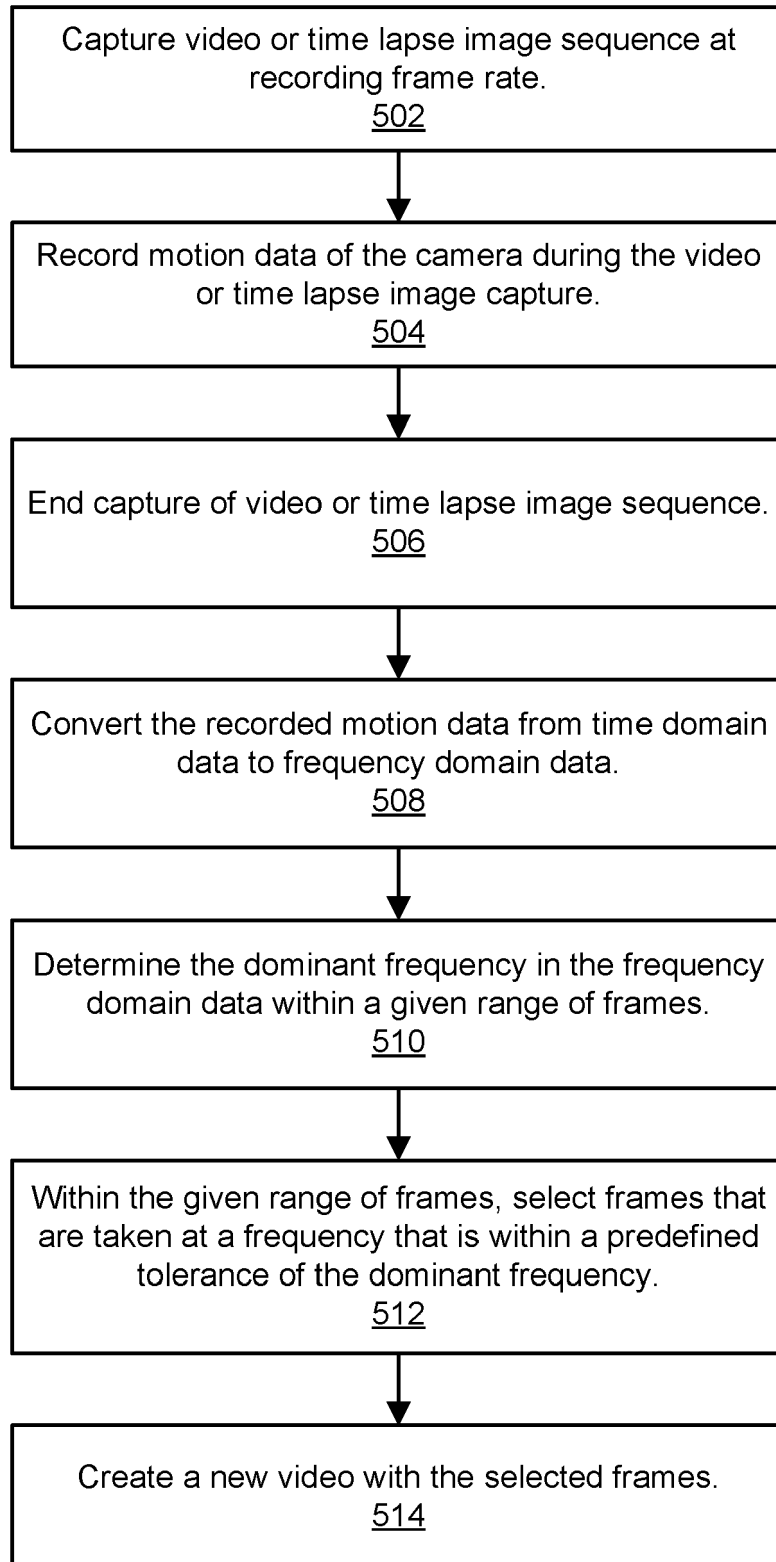 Capture video or time lapse image sequence at
recording frame rate.
502
Record motion data of the camera during the video
or time lapse image capture.
504
End capture of video or time lapse image sequence.
506
Convert the recorded motion data from time domain
data to frequency domain data.
508
Determine the dominant frequency in the frequency
domain data within a given range of frames.
510
Within the given range of frames, select frames that
are taken at a frequency that is within a predefined
tolerance of the dominant frequency.
512
Create a new video with the selected frames.
514